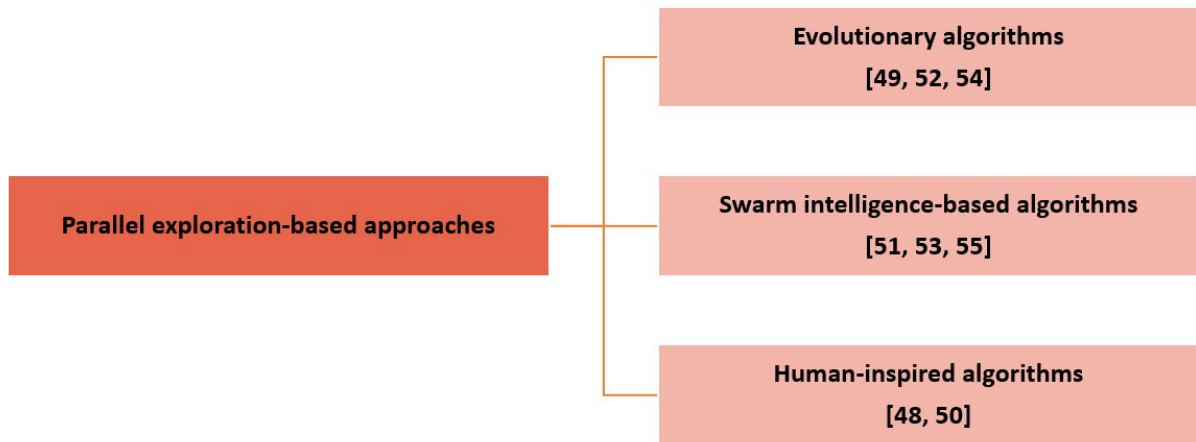 Evolutionary algorithms
[49, 52, 54]
Parallel exploration-based approaches
Swarm intelligence-based algorithms
[51, 53, 55]
Human-inspired algorithms
[48, 50]